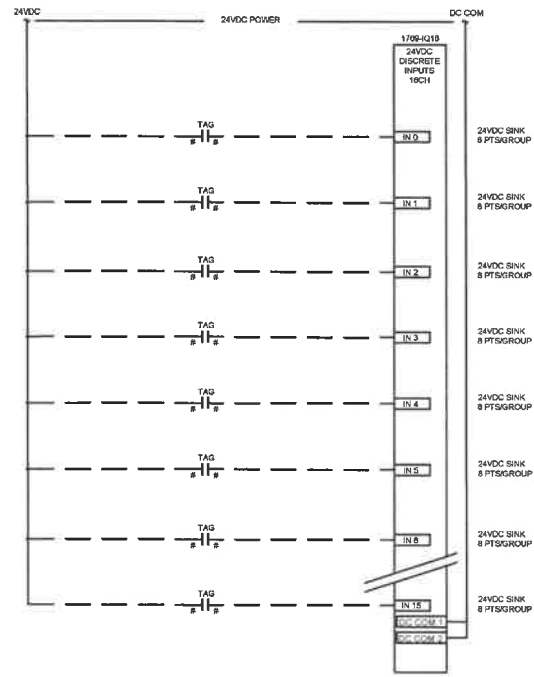 24VDC
24VDC POWER
DC COM
1769-IQ16
24VDC
DISCRETE
INPUTS
16CH
TAG
# #
IN 0
24VDC SINK
8 PTS/GROUP
TAG
# #
IN 1
24VDC SINK
8 PTS/GROUP
TAG
# #
IN 2
24VDC SINK
8 PTS/GROUP
TAG
# #
IN 3
24VDC SINK
8 PTS/GROUP
TAG
# #
IN 4
24VDC SINK
8 PTS/GROUP
TAG
# #
IN 5
24VDC SINK
8 PTS/GROUP
TAG
# #
IN 6
24VDC SINK
8 PTS/GROUP
TAG
# #
IN 15
24VDC SINK
8 PTS/GROUP
DC COM 1
DC COM 2